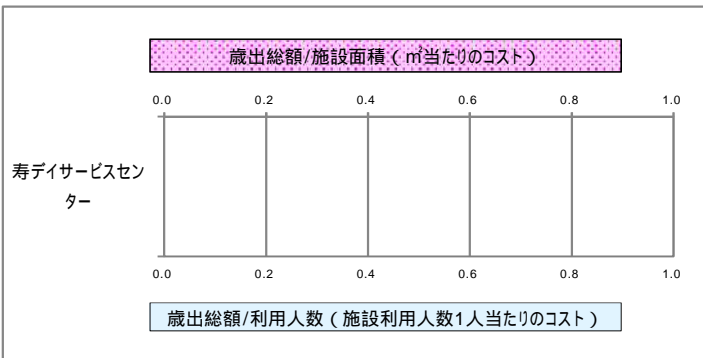 歳出総額/施設面積（㎡当たりのコスト）
0.0 0.2 0.4 0.6 0.8 1.0
寿デイサービスセン
ター
0.0 0.2 0.4 0.6 0.8 1.0
歳出総額/利用人数（施設利用人数1人当たりのコスト）